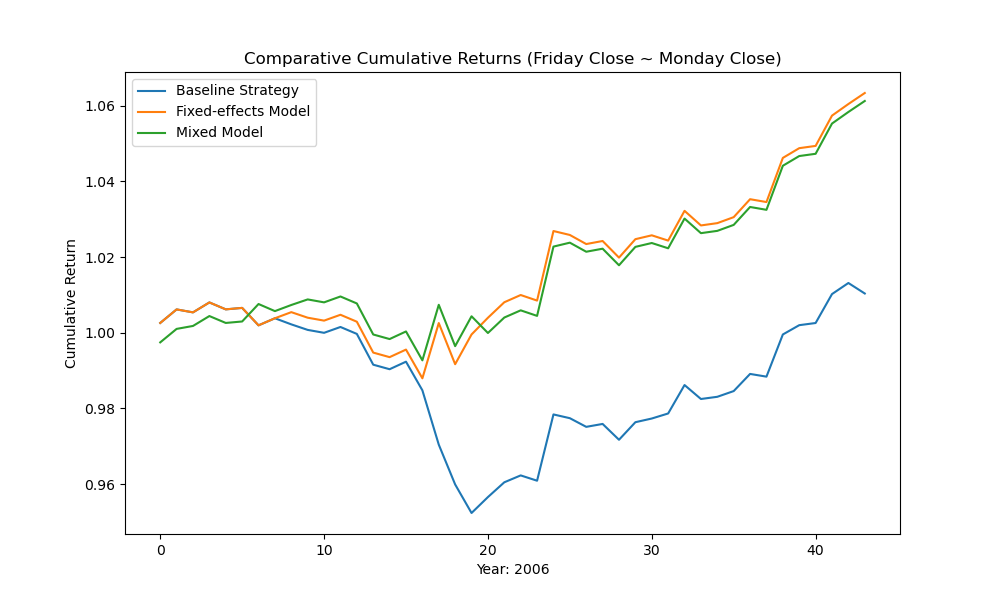 Comparative Cumulative Returns (Friday Close ~ Monday Close)
Baseline Strategy
Fixed-effects Model
Mixed Model
Cumulative Return
1.06
1.04
1.02
1.00
0.98
0.96
0 10 20 30 40
Year: 2006